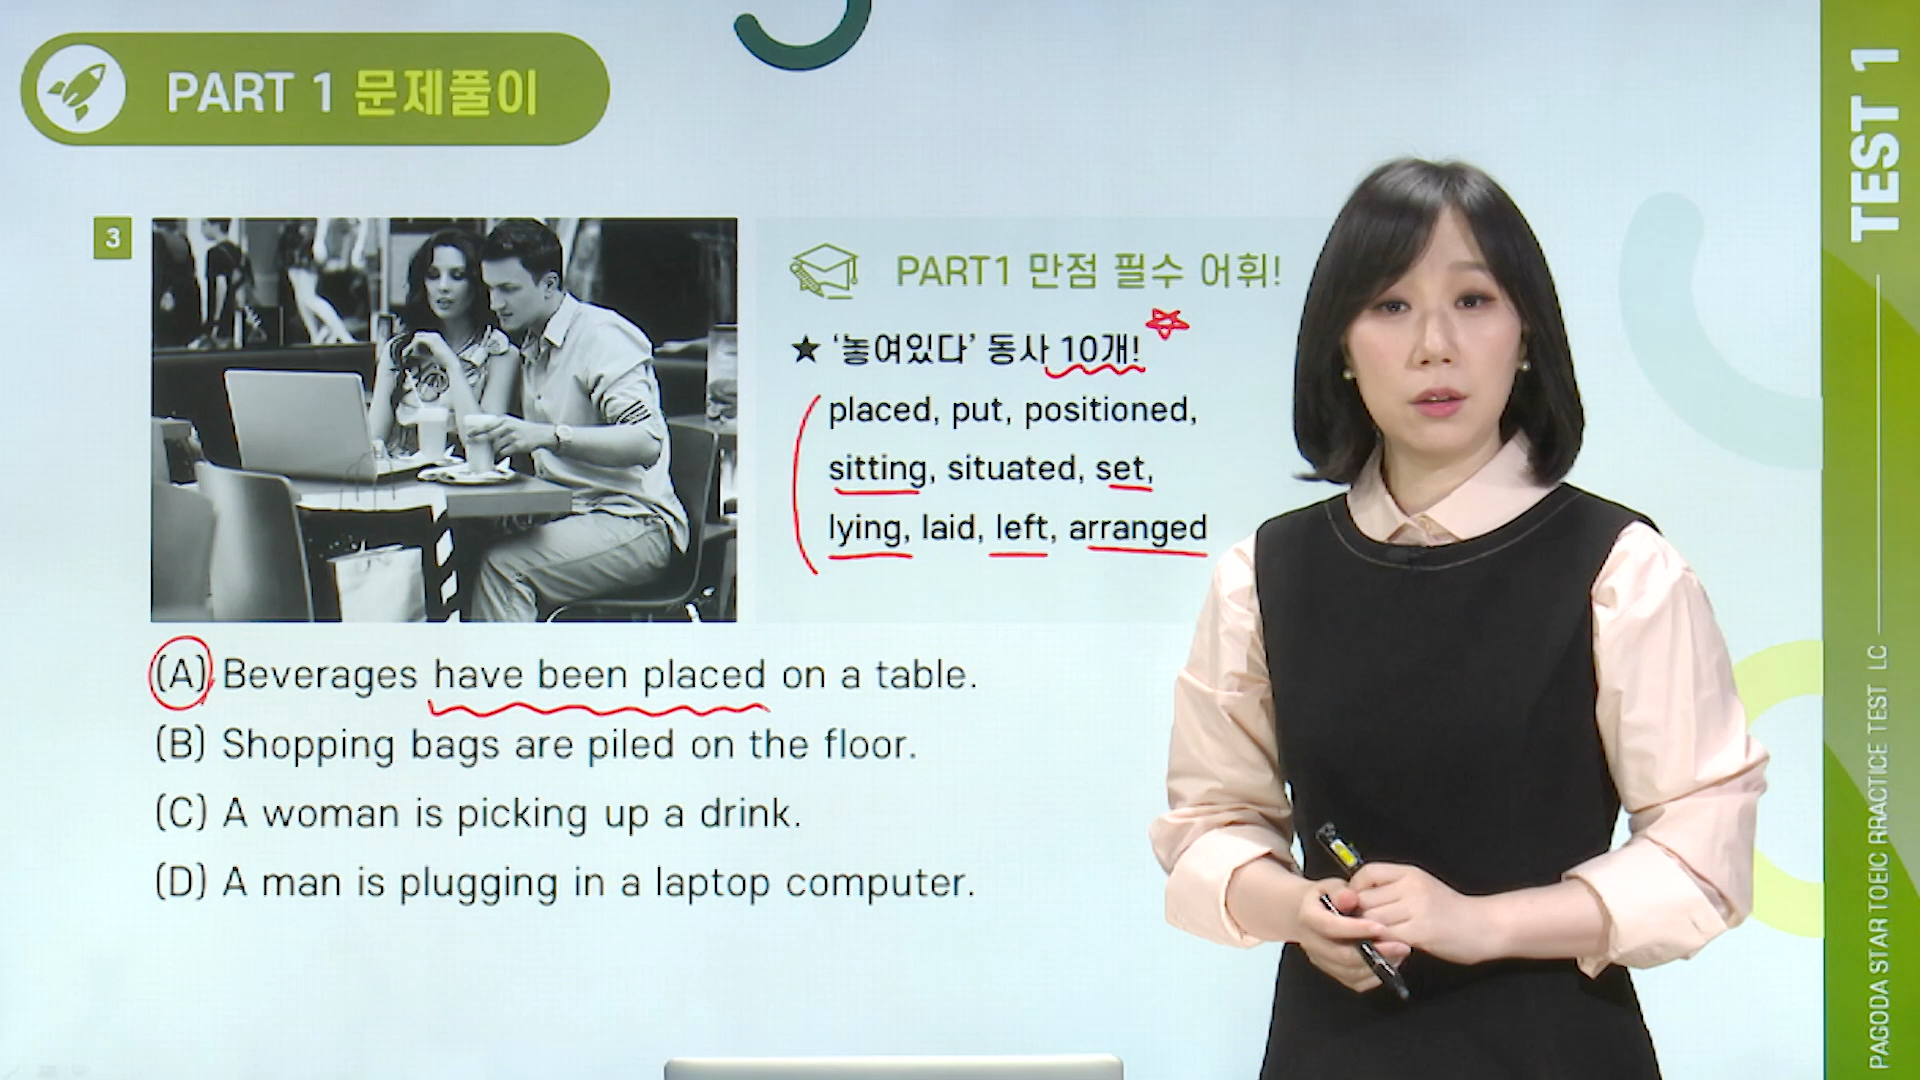 PART 1 문제풀이
3
PART1 만점 필수 어휘!
★ ‘놓여있다’ 동사 10개!
placed, put, positioned,
sitting, situated, set,
lying, laid, left, arranged
(A) Beverages have been placed on a table.
(B) Shopping bags are piled on the floor.
(C) A woman is picking up a drink.
(D) A man is plugging in a laptop computer.
TEST 1
PAGODA STAR TOEIC RRACTICE TEST LC